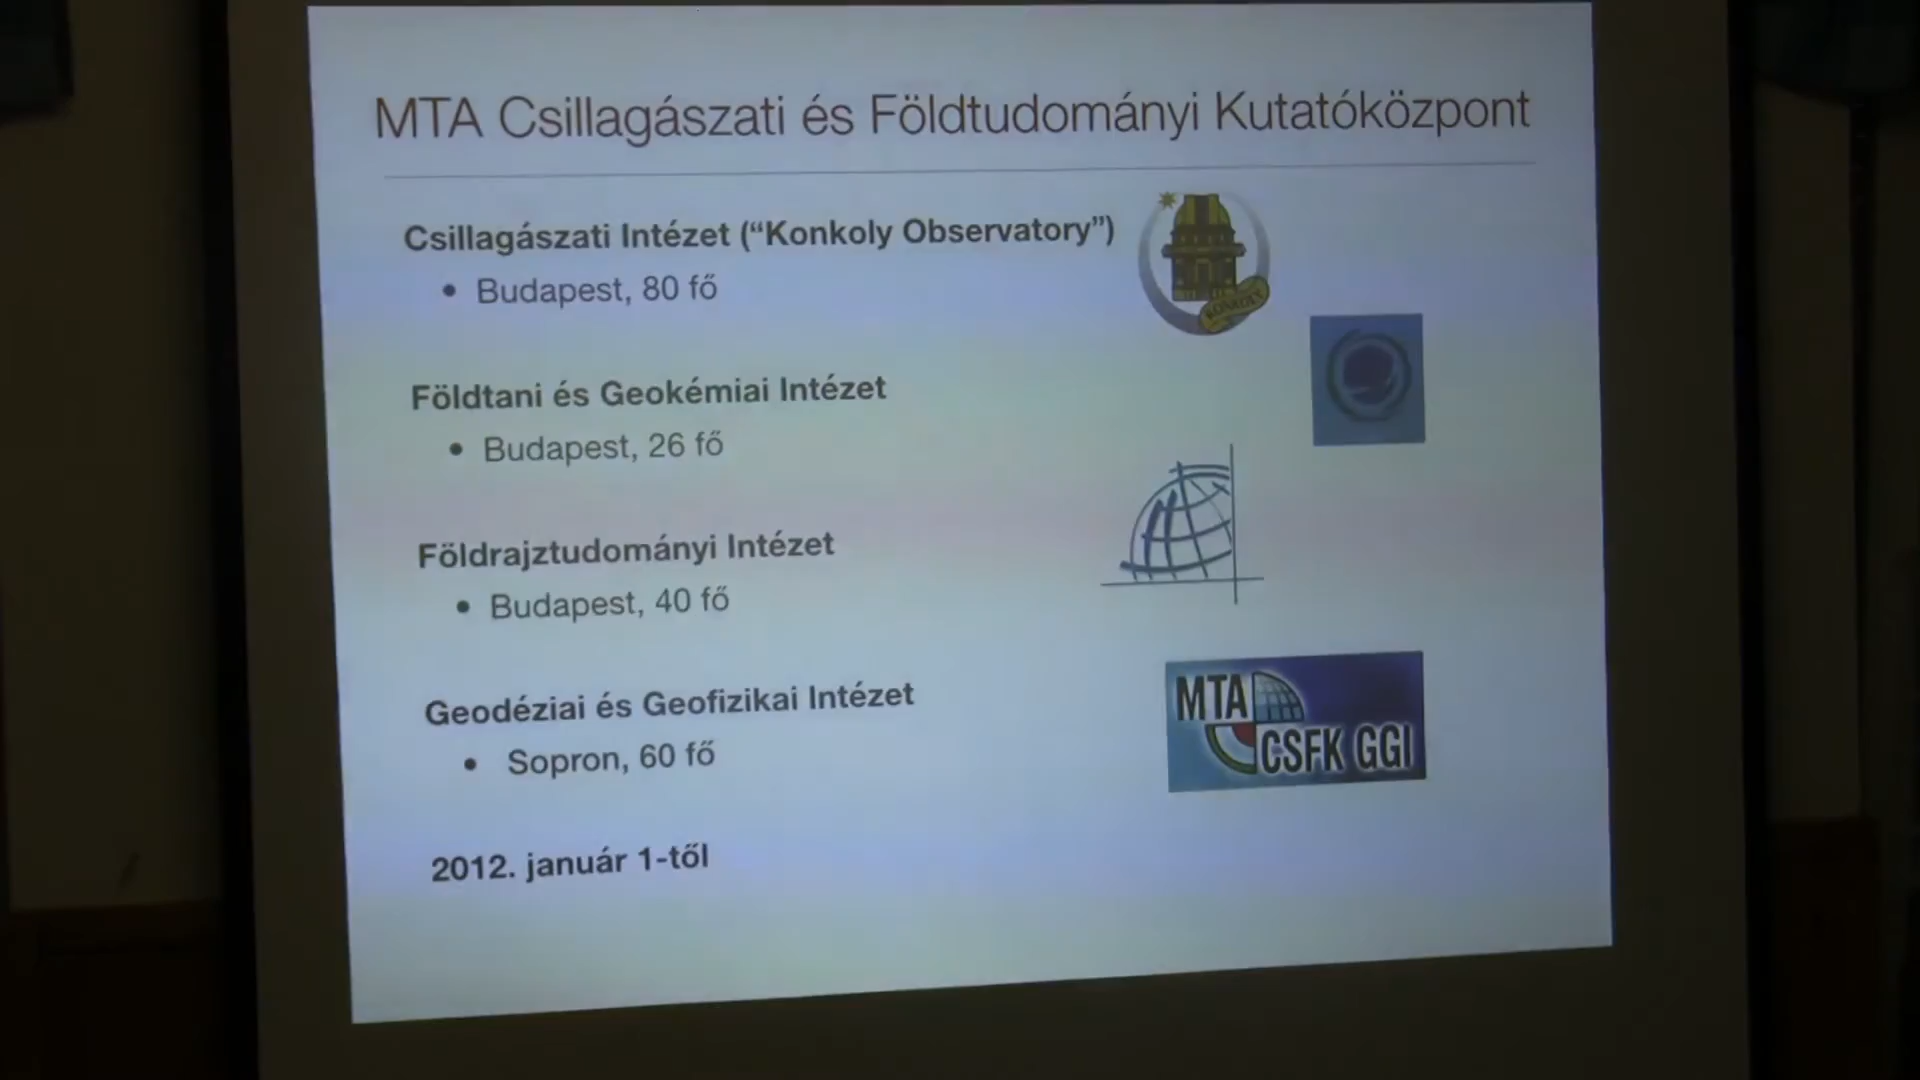 MTA Csillagászati és Földtudományi Kutatóközpont
Csillagászati Intézet (“Konkoly Observatory”)
• Budapest, 80 fő
KONKOLY
Földtani és Geokémiai Intézet
• Budapest, 26 fő
Földrajztudományi Intézet
• Budapest, 40 fő
Geodéziai és Geofizikai Intézet
• Sopron, 60 fő
MTA
CSFK GGI
2012. január 1-től